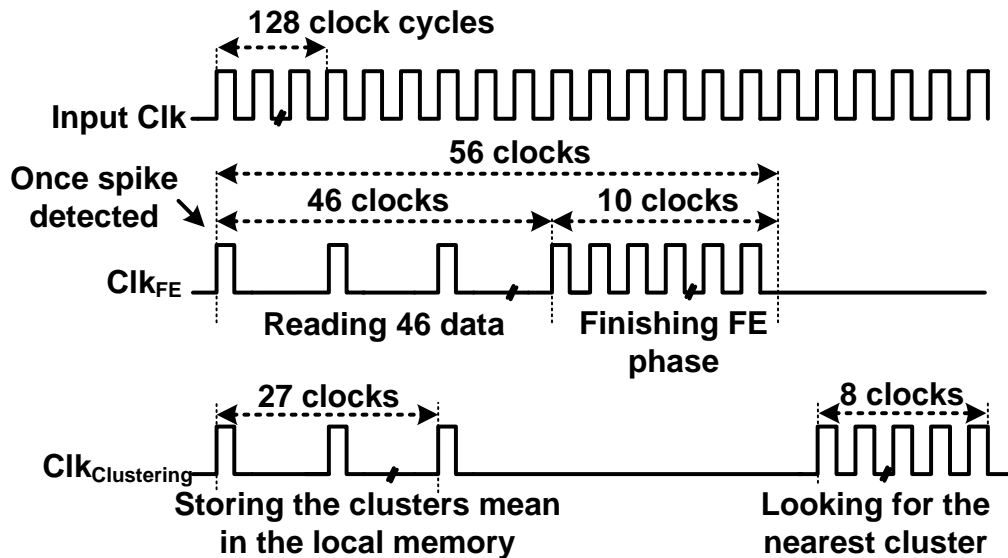 128 clock cycles
Input Clk
56 clocks
Once spike
detected
46 clocks
10 clocks
ClkFE
Reading 46 data
Finishing FE
phase
27 clocks
8 clocks
ClkClustering
Storing the clusters mean
in the local memory
Looking for the
nearest cluster